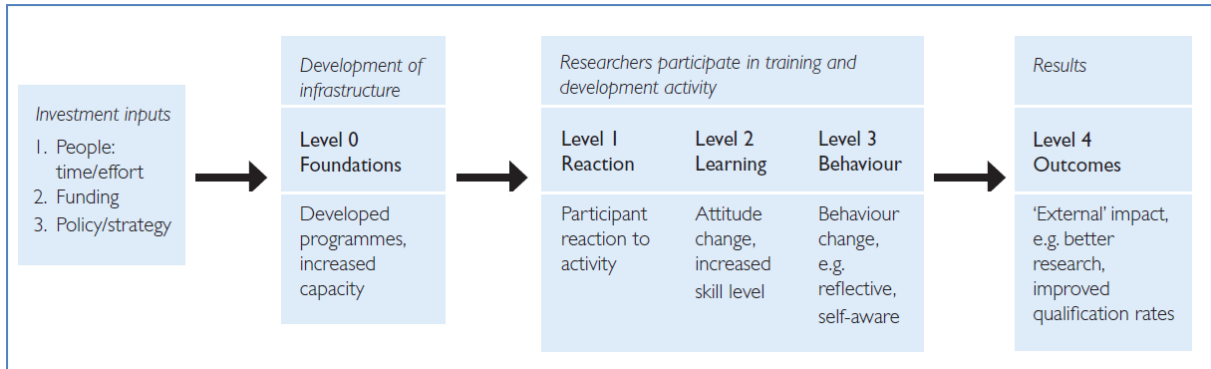 Investment inputs
1. People:
time/effort
2. Funding
3. Policy/strategy
Development of
infrastructure
Level 0
Foundations
Developed
programmes,
increased
capacity
Researchers participate in training and
development activity
Level 1
Reaction
Participant
reaction to
activity
Level 2
Learning
Attitude
change,
increased
skill level
Level 3
Behaviour
Behaviour
change,
e.g.
reflective,
self-aware
Results
Level 4
Outcomes
‘External’ impact,
e.g. better
research,
improved
qualification rates